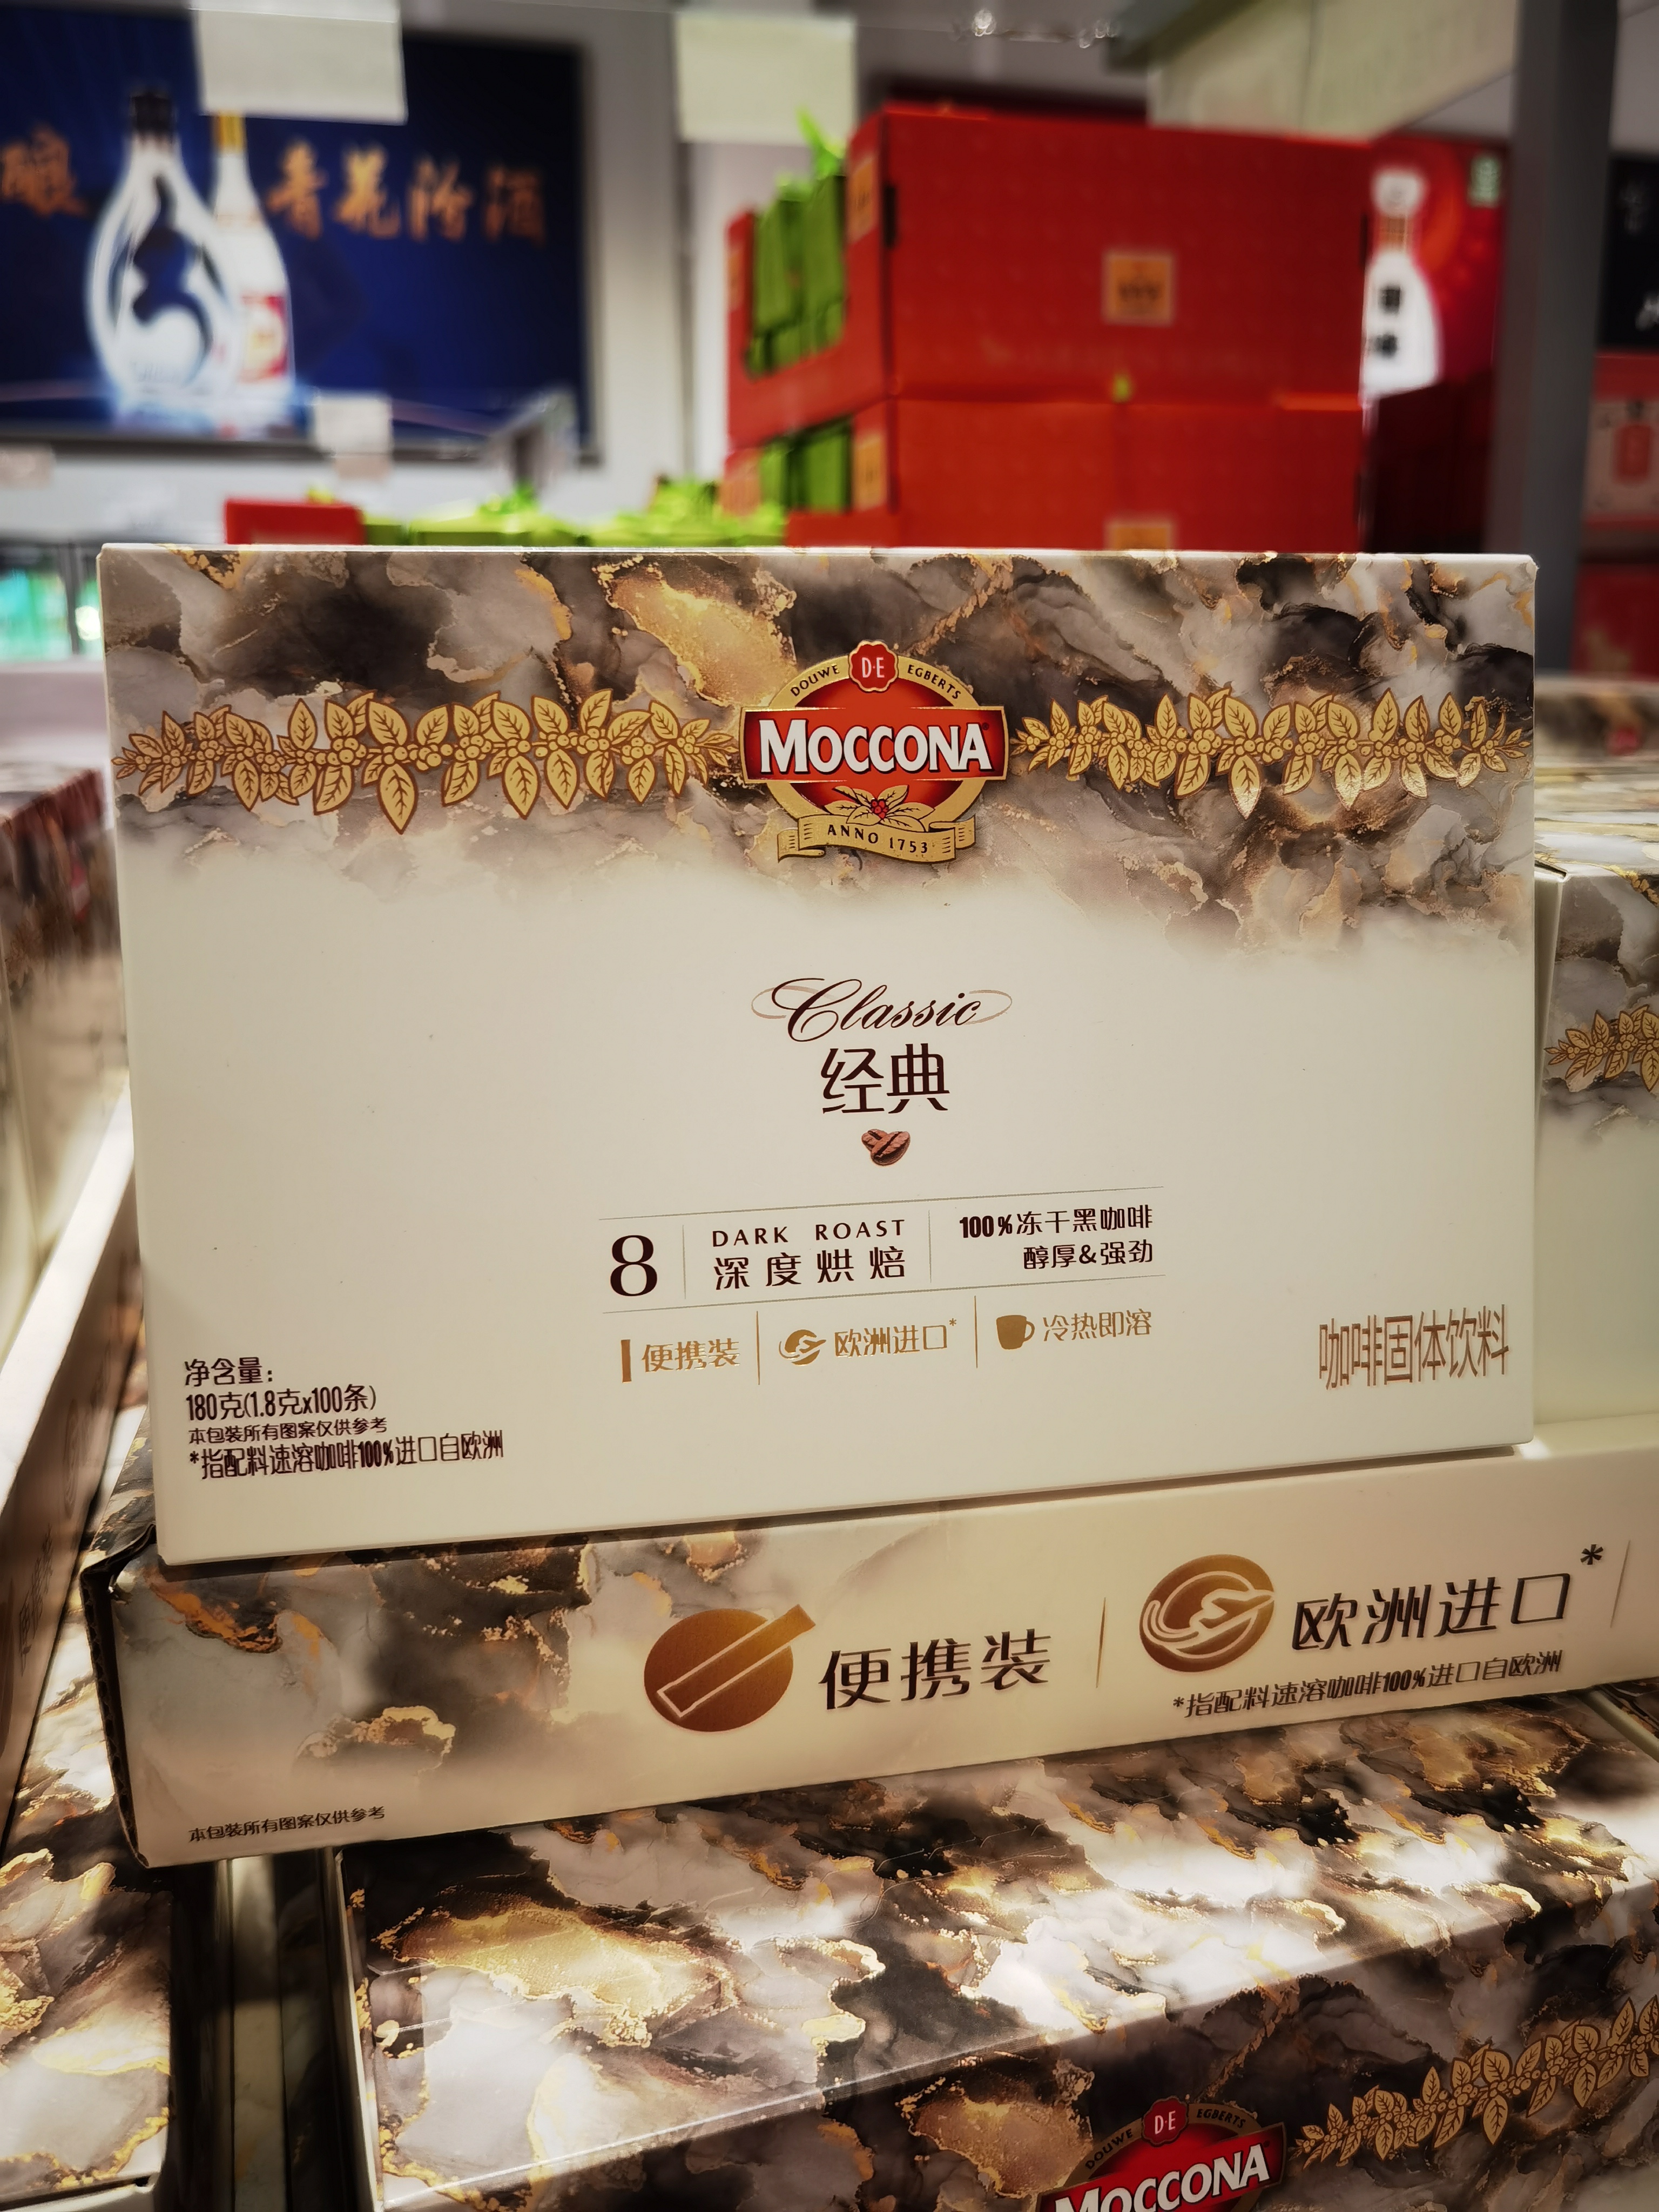 酿 青花汾酒
DOUWE D·E EGBERTS
MOCCONA
ANNO 1753
Classic
经典
8
DARK ROAST
深度烘焙
100%冻干黑咖啡
醇厚&强劲
便携装
欧洲进口*
冷热即溶
咖啡固体饮料
净含量:
180克(1.8克x100条)
本包装所有图案仅供参考
*指配料速溶咖啡100%进口自欧洲
便携装
欧洲进口*
*指配料速溶咖啡100%进口自欧洲
本包装所有图案仅供参考
DOUWE D·E EGBERTS
MOCCONA